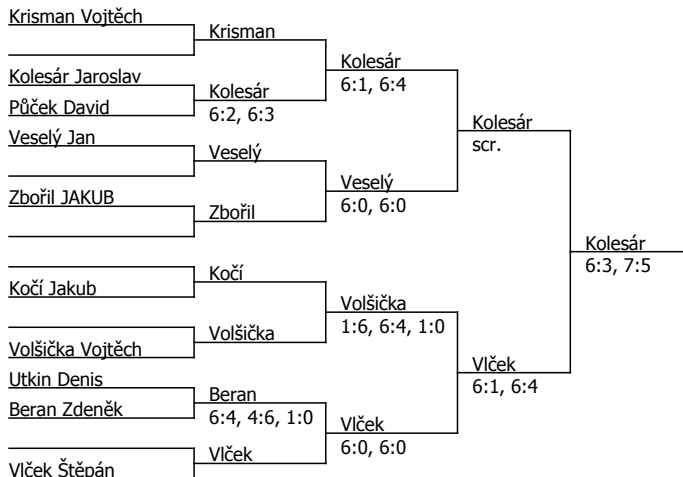 Krisman Vojtěch
Krisman
Kolesár
6:1, 6:4
Kolesár Jaroslav
Půček David
Kolesár
6:2, 6:3
Kolesár
scr.
Veselý Jan
Veselý
Veselý
6:0, 6:0
Zbořil JAKUB
Zbořil
Kolesár
6:3, 7:5
Kočí Jakub
Kočí
Volšička
1:6, 6:4, 1:0
Volšička Vojtěch
Volšička
Vlček
6:1, 6:4
Utkin Denis
Beran Zdeněk
Beran
6:4, 4:6, 1:0
Vlček
6:0, 6:0
Vlček Štěpán
Vlček